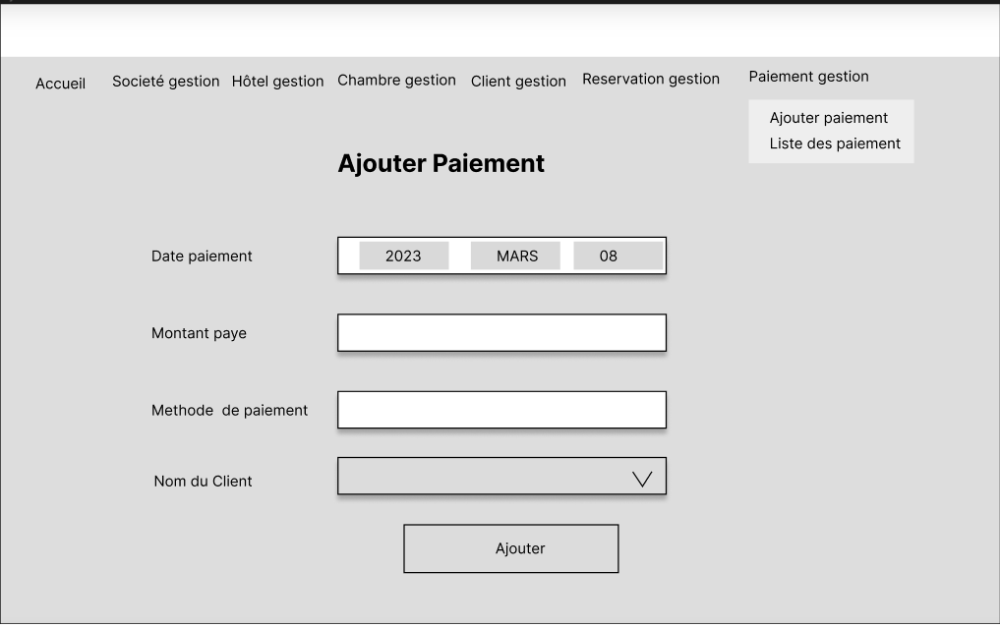 Accueil Societé gestion Hôtel gestion Chambre gestion Client gestion Reservation gestion Paiement gestion
Ajouter paiement
Liste des paiement
Ajouter Paiement
Date paiement 2023 MARS 08
Montant paye
Methode de paiement
Nom du Client
Ajouter